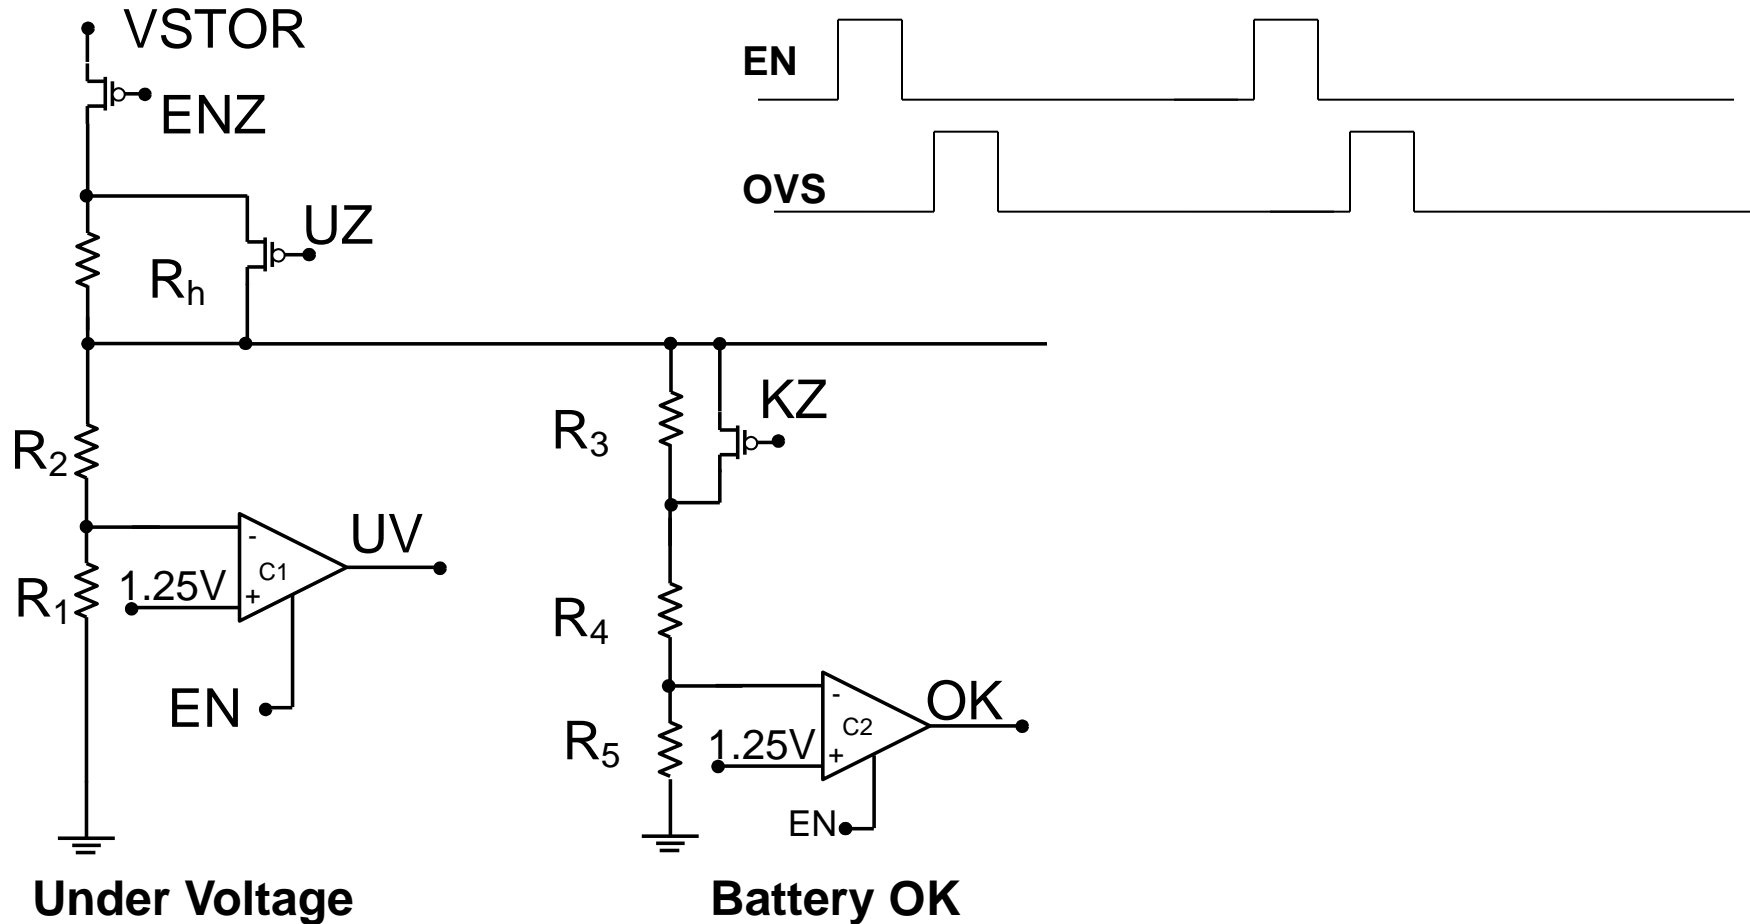 VSTOR
EN
ENZ
OVS
UZ
Rh
KZ
R3
R2
UV
C1
-
+
1.25V
R1
R4
EN
OK
C2
-
+
1.25V
R5
EN
Under Voltage
Battery OK